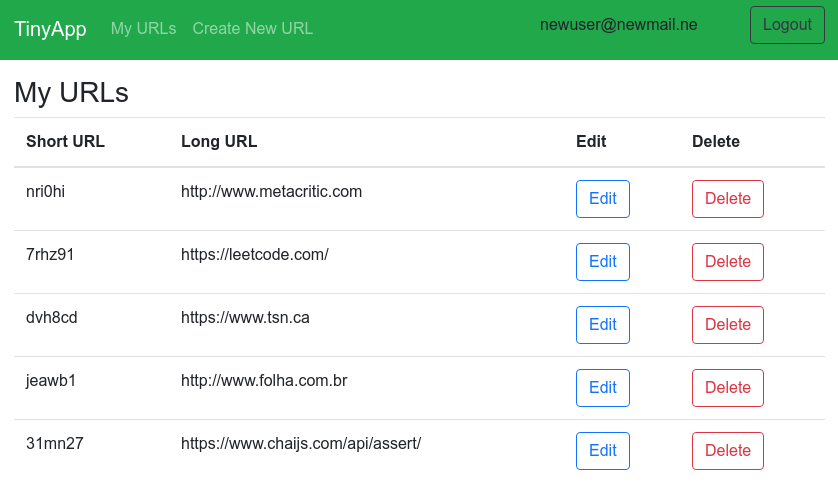 TinyApp My URLs Create New URL newuser@newmail.ne Logout
My URLs
Short URL Long URL Edit Delete
nri0hi http://www.metacritic.com Edit Delete
7rhz91 https://leetcode.com/ Edit Delete
dvh8cd https://www.tsn.ca Edit Delete
jeawb1 http://www.folha.com.br Edit Delete
31mn27 https://www.chaijs.com/api/assert/ Edit Delete